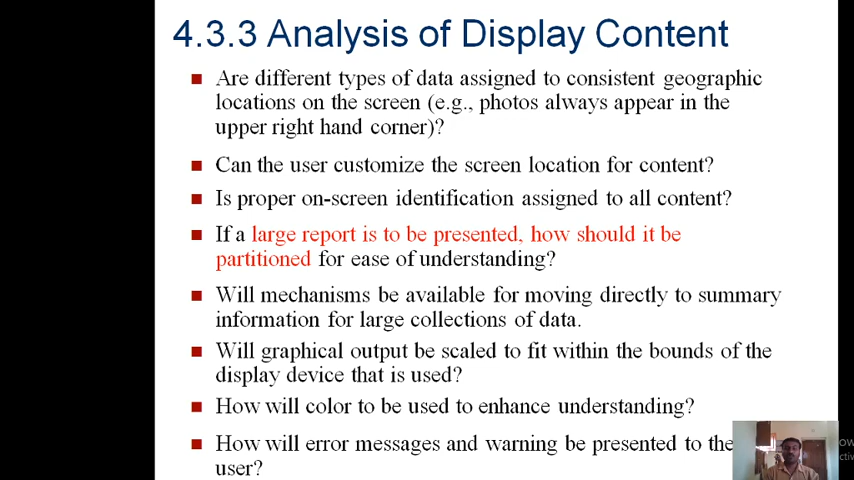 4.3.3 Analysis of Display Content
Are different types of data assigned to consistent geographic
locations on the screen (e.g., photos always appear in the
upper right hand corner)?
Can the user customize the screen location for content?
Is proper on-screen identification assigned to all content?
If a large report is to be presented, how should it be
partitioned for ease of understanding?
Will mechanisms be available for moving directly to summary
information for large collections of data.
Will graphical output be scaled to fit within the bounds of the
display device that is used?
How will color to be used to enhance understanding?
How will error messages and warning be presented to the
user?